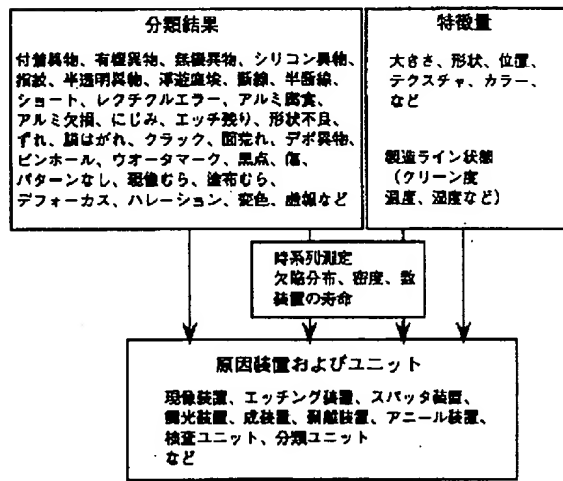 分類結果
付着異物、有機異物、無機異物、シリコン異物、
指紋、半透明異物、浮遊塵埃、断線、半断線、
ショート、レクチクルエラー、アルミ腐食、
アルミ欠損、にじみ、エッチ残り、形状不良、
ずれ、膜はがれ、クラック、面荒れ、デポ異物、
ピンホール、ウオータマーク、黒点、傷、
パターンなし、現像むら、塗布むら、
デフォーカス、ハレーション、変色、虚報など
特徴量
大きさ、形状、位置、
テクスチャ、カラー、
など
製造ライン状態
（クリーン度
温度、湿度など）
時系列測定
欠陥分布、密度、数
装置の寿命
原因装置およびユニット
現像装置、エッチング装置、スパッタ装置、
露光装置、成装置、剥離装置、アニール装置、
検査ユニット、分類ユニット
など